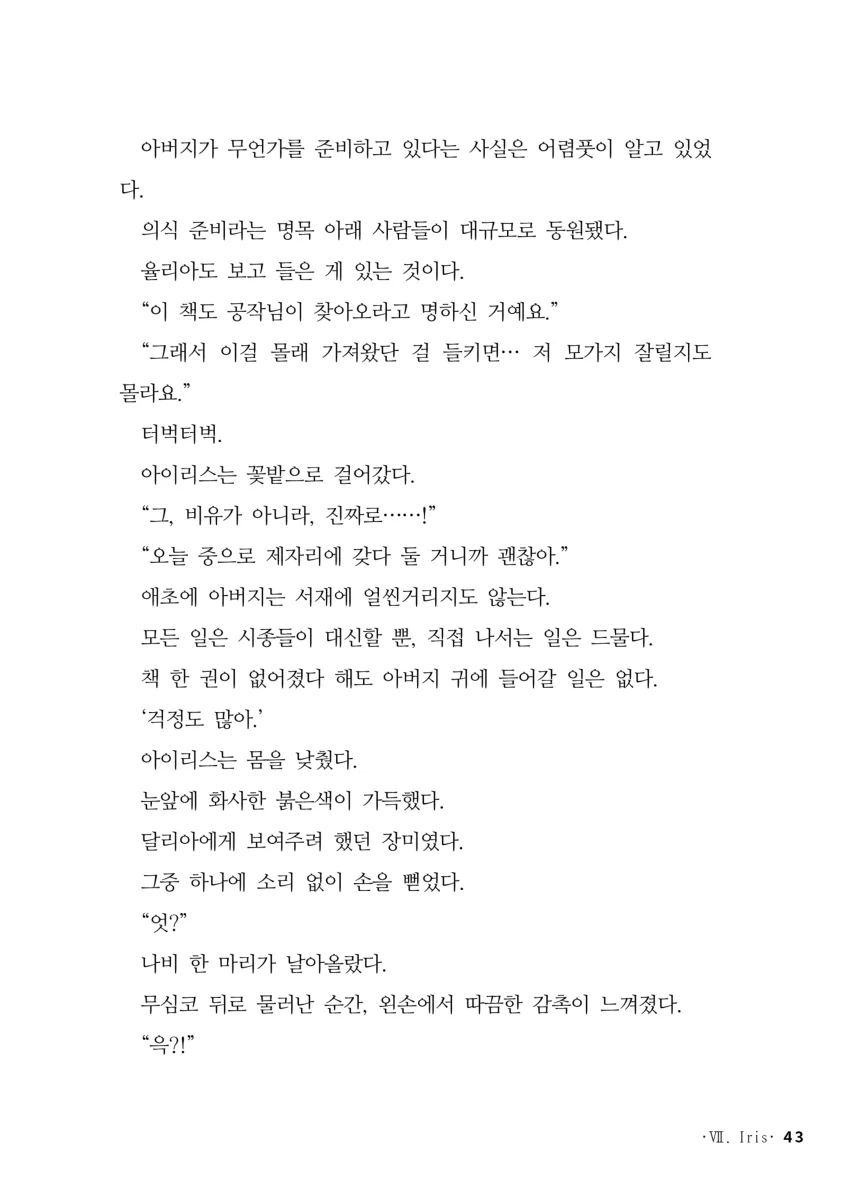 아버지가 무언가를 준비하고 있다는 사실은 어렴풋이 알고 있었
다.
의식 준비라는 명목 아래 사람들이 대규모로 동원됐다.
율리아도 보고 들은 게 있는 것이다.
“이 책도 공작님이 찾아오라고 명하신 거예요.”
“그래서 이걸 몰래 가져왔단 걸 들키면… 저 모가지 잘릴지도
몰라요.”
터벅터벅.
아이리스는 꽃밭으로 걸어갔다.
“그, 비유가 아니라, 진짜로……!”
“오늘 중으로 제자리에 갖다 둘 거니까 괜찮아.”
애초에 아버지는 서재에 얼씬거리지도 않는다.
모든 일은 시종들이 대신할 뿐, 직접 나서는 일은 드물다.
책 한 권이 없어졌다 해도 아버지 귀에 들어갈 일은 없다.
‘걱정도 많아.’
아이리스는 몸을 낮췄다.
눈앞에 화사한 붉은색이 가득했다.
달리아에게 보여주려 했던 장미였다.
그중 하나에 소리 없이 손을 뻗었다.
“엇?”
나비 한 마리가 날아올랐다.
무심코 뒤로 물러난 순간, 왼손에서 따끔한 감촉이 느껴졌다.
“윽?!”
·Ⅶ. Iris· 43